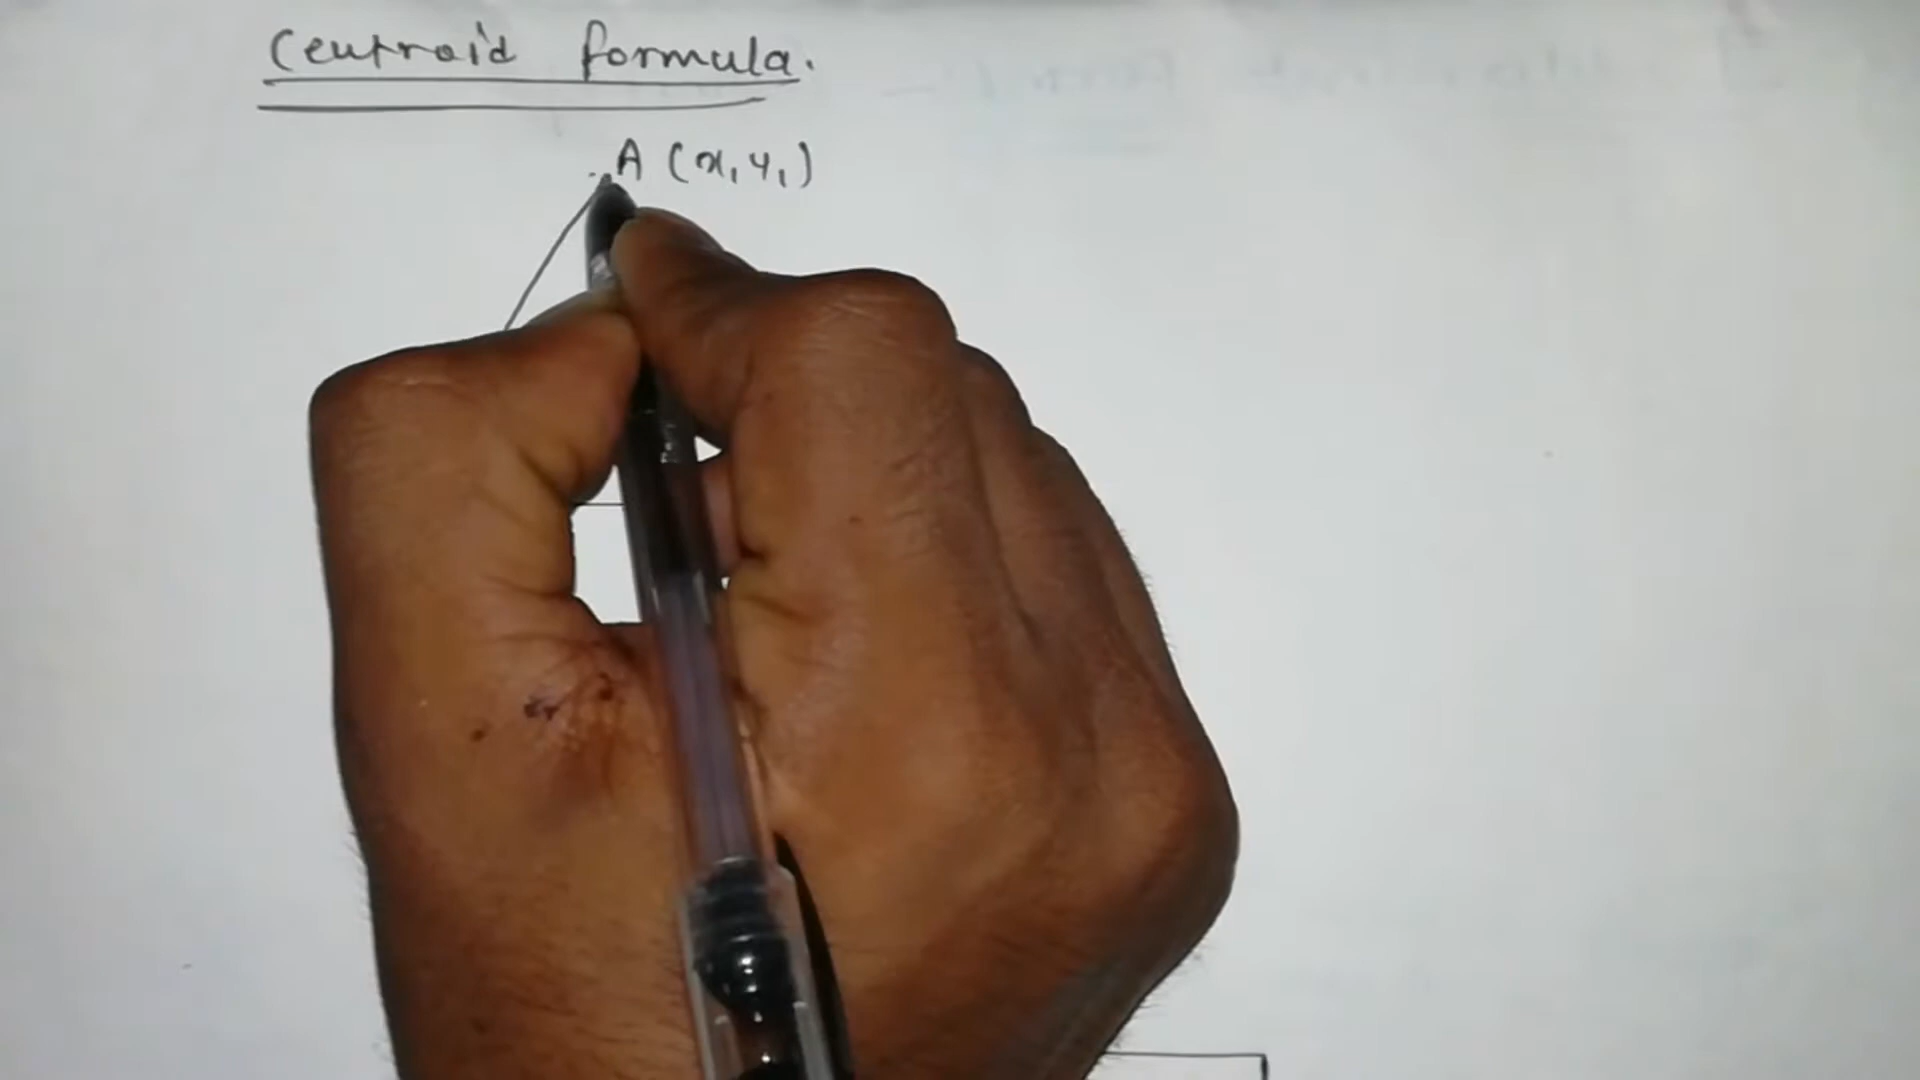 Centroid formula.
A (x₁ y₁)